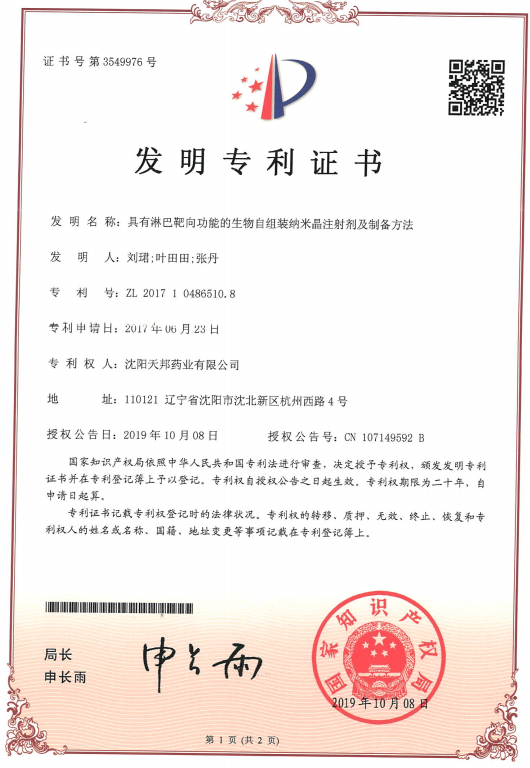 证书号第3549976号
发明专利证书
发 明 名 称：具有淋巴靶向功能的生物自组装纳米晶注射剂及制备方法
发 明 人：刘珺;叶田田;张丹
专 利 号：ZL 2017 1 0486510.8
专利申请日：2017年06月23日
专 利 权 人：沈阳天邦药业有限公司
地 址：110121 辽宁省沈阳市沈北新区杭州西路4号
授权公告日：2019年10月08日 授权公告号：CN 107149592 B
国家知识产权局依照中华人民共和国专利法进行审查，决定授予专利权，颁发发明专利
证书并在专利登记簿上予以登记。专利权自授权公告之日起生效。专利权期限为二十年，自
申请日起算。
专利证书记载专利权登记时的法律状况。专利权的转移、质押、无效、终止、恢复和专
利权人的姓名或名称、国籍、地址变更等事项记载在专利登记簿上。
局长
申长雨
申长雨
国家知识产权局
2019年10月08日
第1页(共2页)